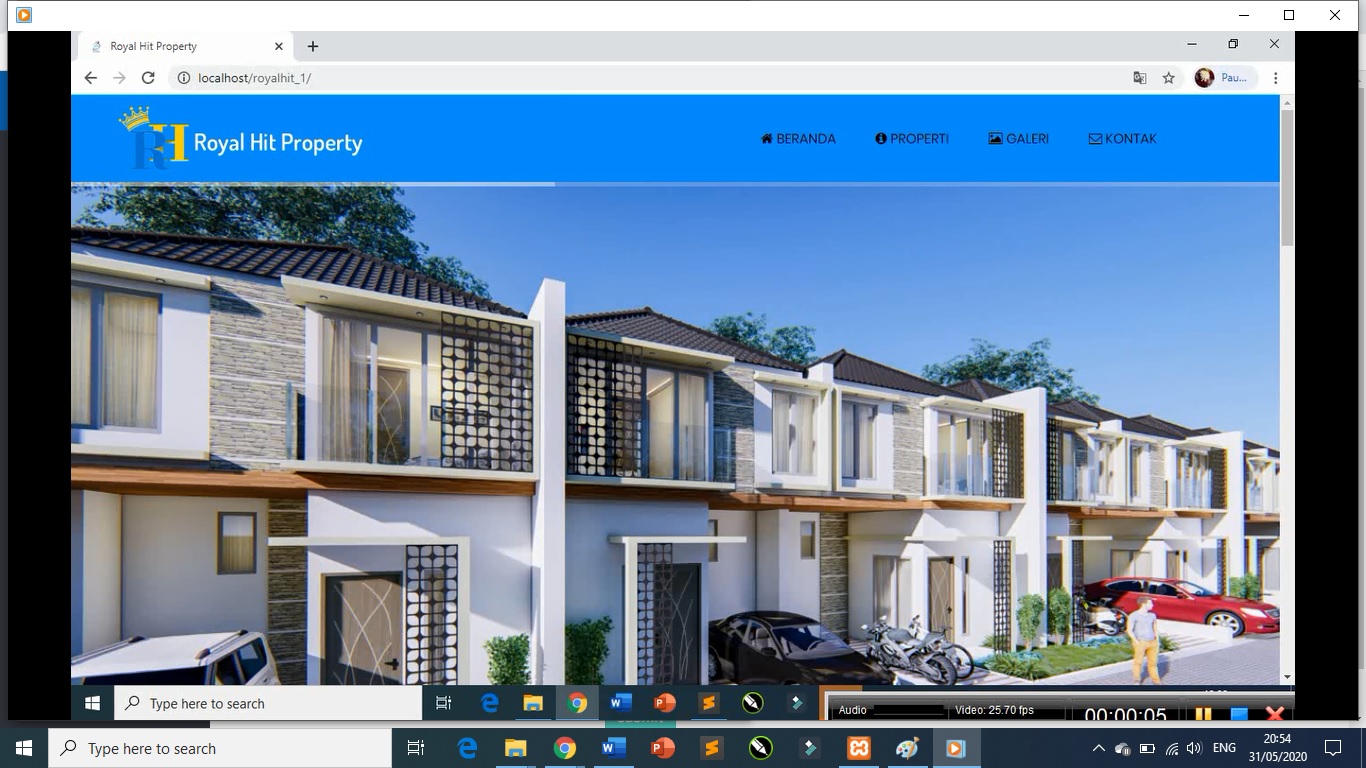 Royal Hit Property
localhost/royalhit_1/
Pau...
RH Royal Hit Property
BERANDA
PROPERTI
GALERI
KONTAK
Type here to search
Audio
Video: 25.70 fps
00:00:05
Type here to search
ENG
20:54
31/05/2020